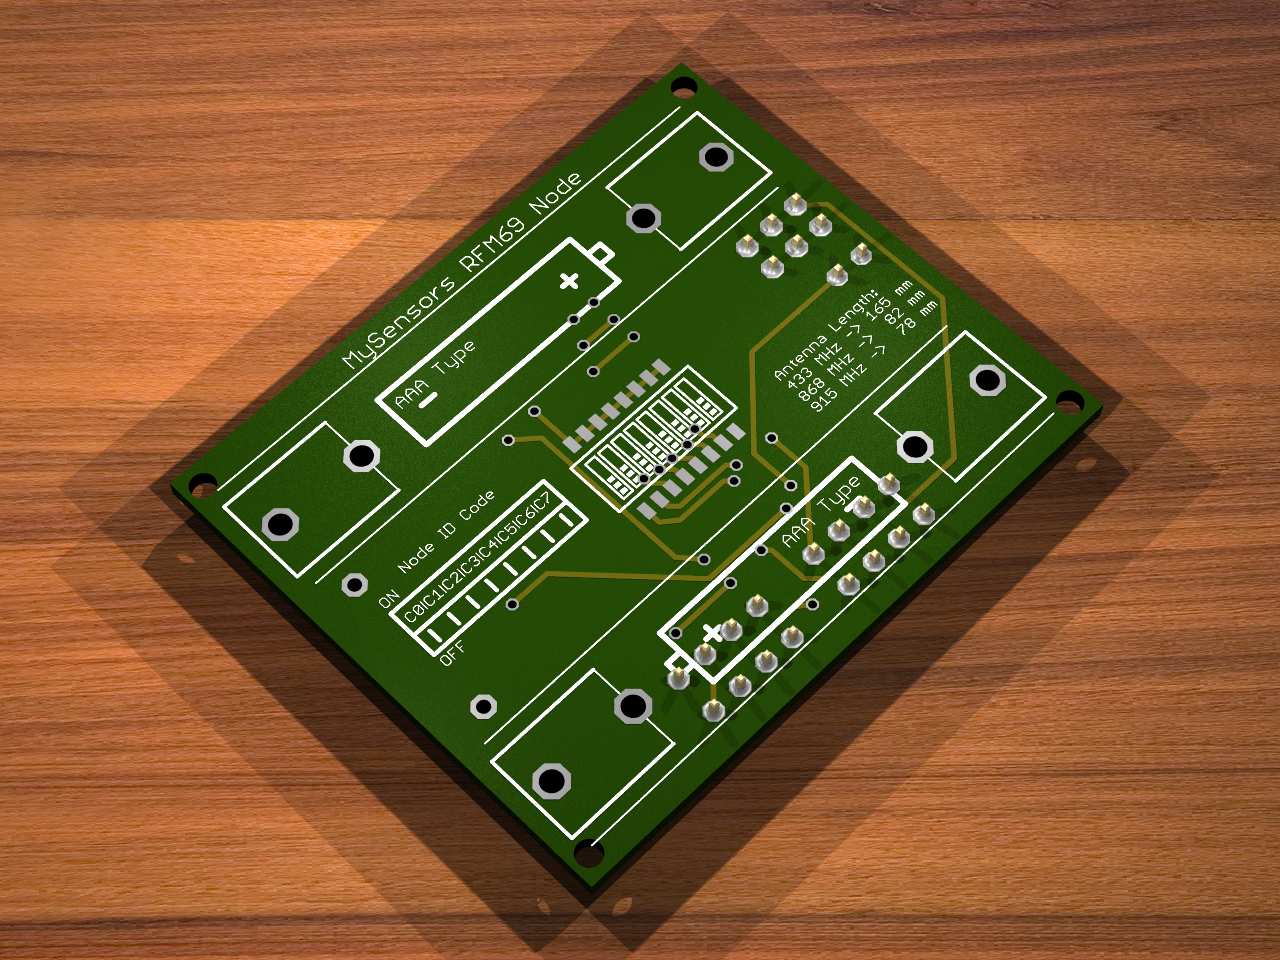 MySensors RFM69 Node
AAA Type
Antenna Length:
433 MHz -> 165 mm
868 MHz -> 82 mm
915 MHz -> 78 mm
Node ID Code
ON
C0|C1|C2|C3|C4|C5|C6|C7
OFF
AAA Type